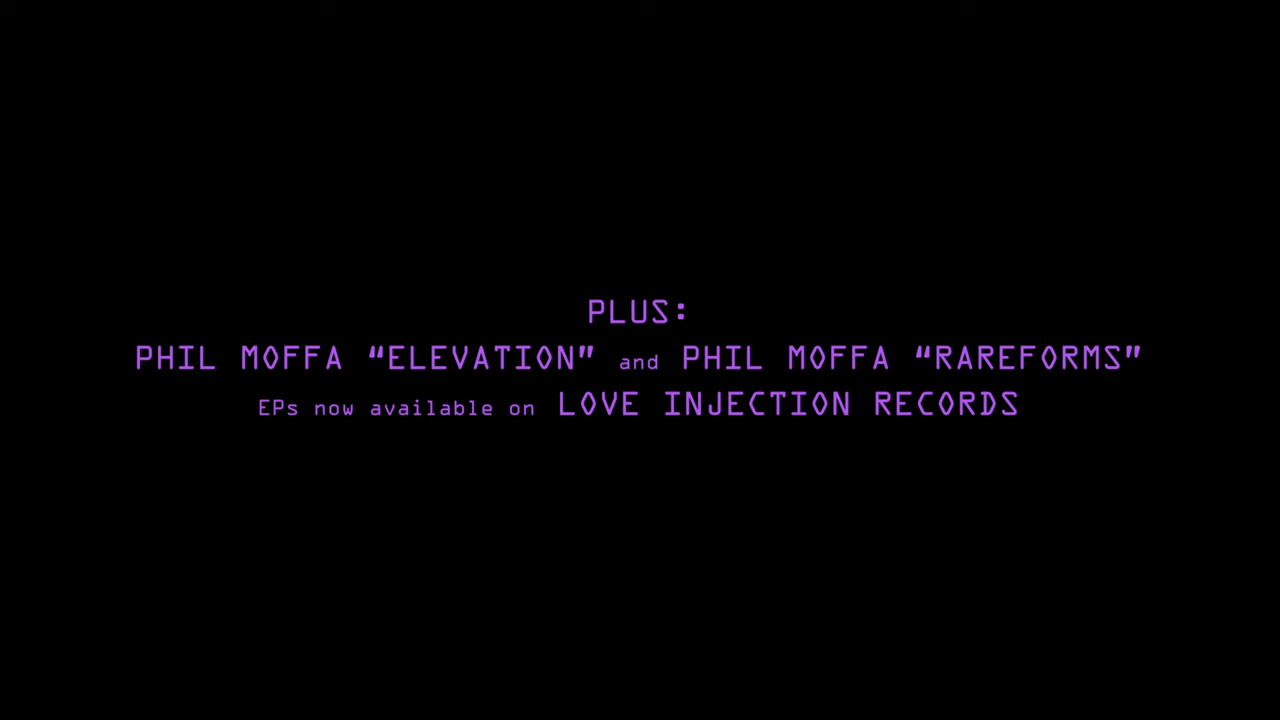 PLUS:
PHIL MOFFA “ELEVATION” and PHIL MOFFA “RAREFORMS”
EPs now available on LOVE INJECTION RECORDS